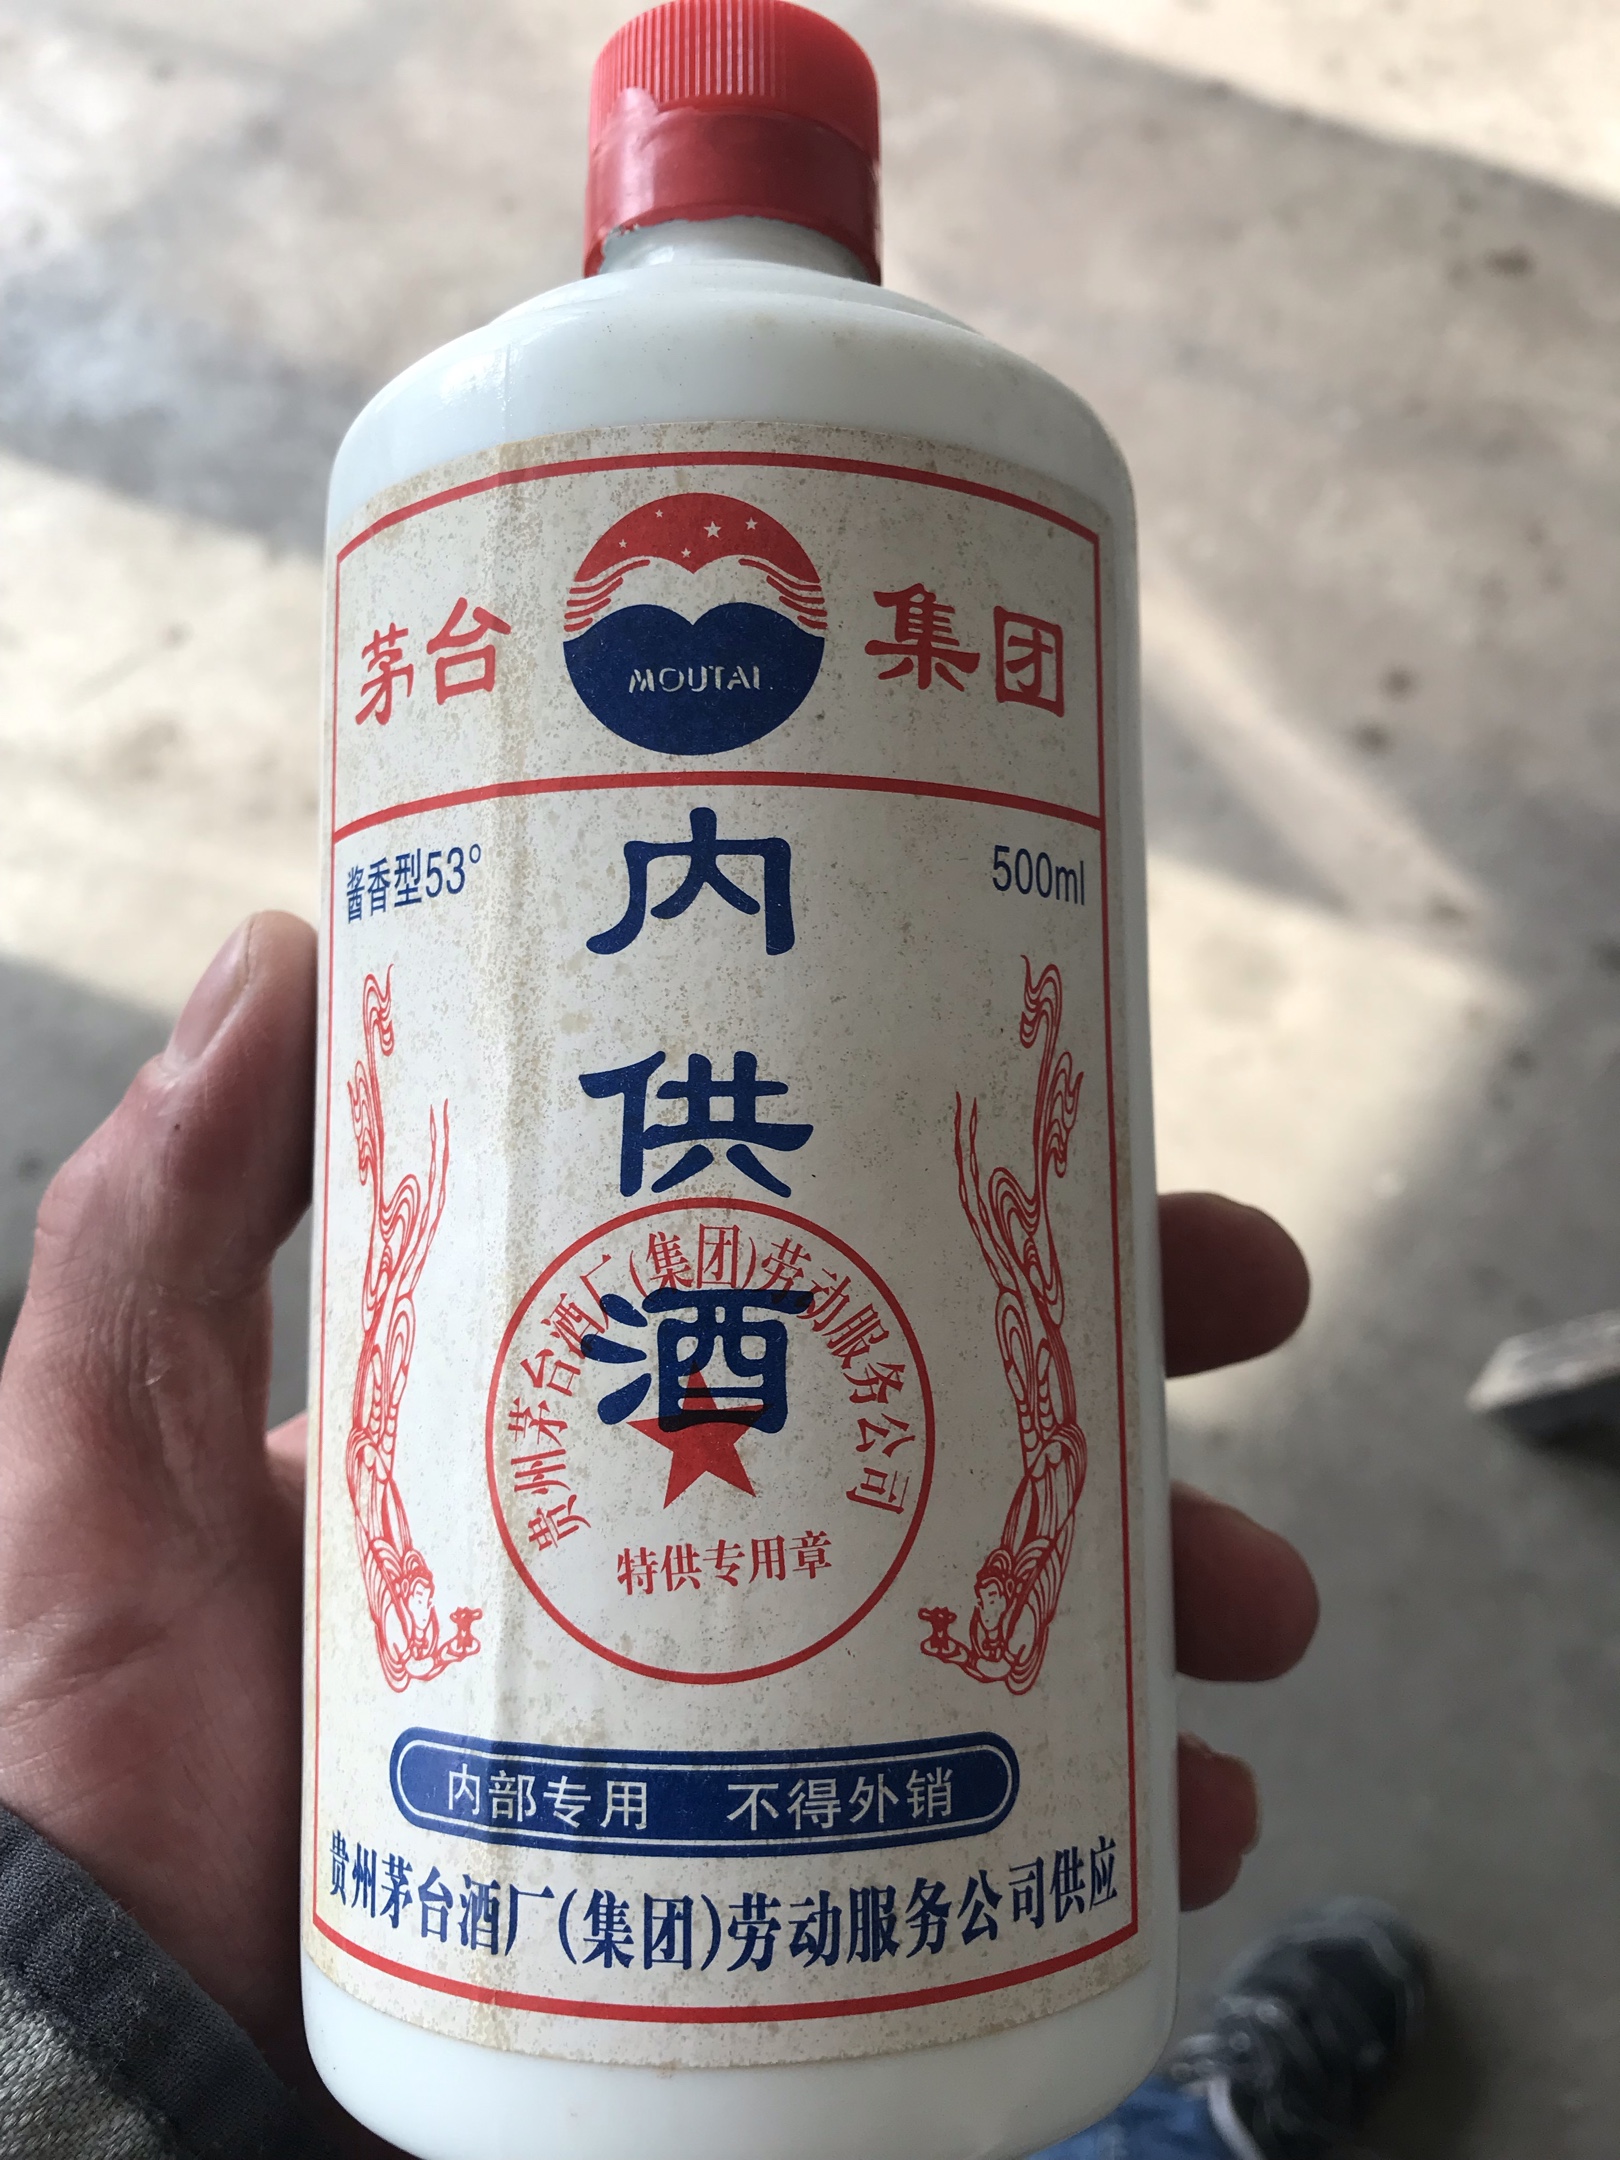 茅台 MOUTAI 集团
酱香型53° 500ml
内
供
酒
贵州茅台酒厂(集团)劳动服务公司
特供专用章
内部专用 不得外销
贵州茅台酒厂(集团)劳动服务公司供应